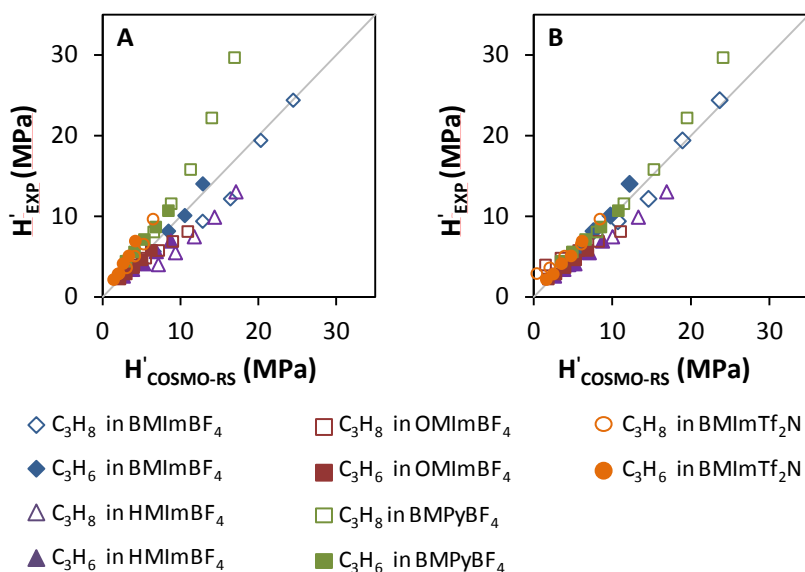 A
B
30
20
10
0
H'EXP (MPa)
0 10 20 30
H'COSMO-RS (MPa)
30
20
10
0
H'EXP (MPa)
0 10 20 30
H'COSMO-RS (MPa)
C3H8 in BMImBF4
C3H8 in OMImBF4
C3H8 in BMImTf2N
C3H6 in BMImBF4
C3H6 in OMImBF4
C3H6 in BMImTf2N
C3H8 in HMImBF4
C3H8 in BMPyBF4
C3H6 in HMImBF4
C3H6 in BMPyBF4